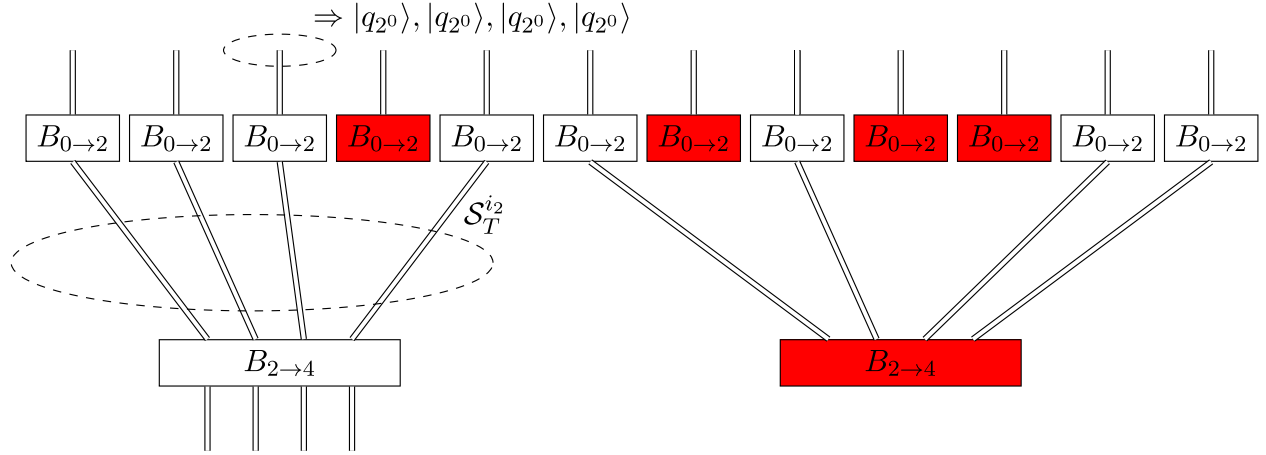 ⇒ |q_{2^0}⟩, |q_{2^0}⟩, |q_{2^0}⟩, |q_{2^0}⟩
B_{0→2} B_{0→2} B_{0→2} B_{0→2} B_{0→2} B_{0→2} B_{0→2} B_{0→2} B_{0→2} B_{0→2} B_{0→2} B_{0→2}
𝒮_T^{i_2}
B_{2→4} B_{2→4}